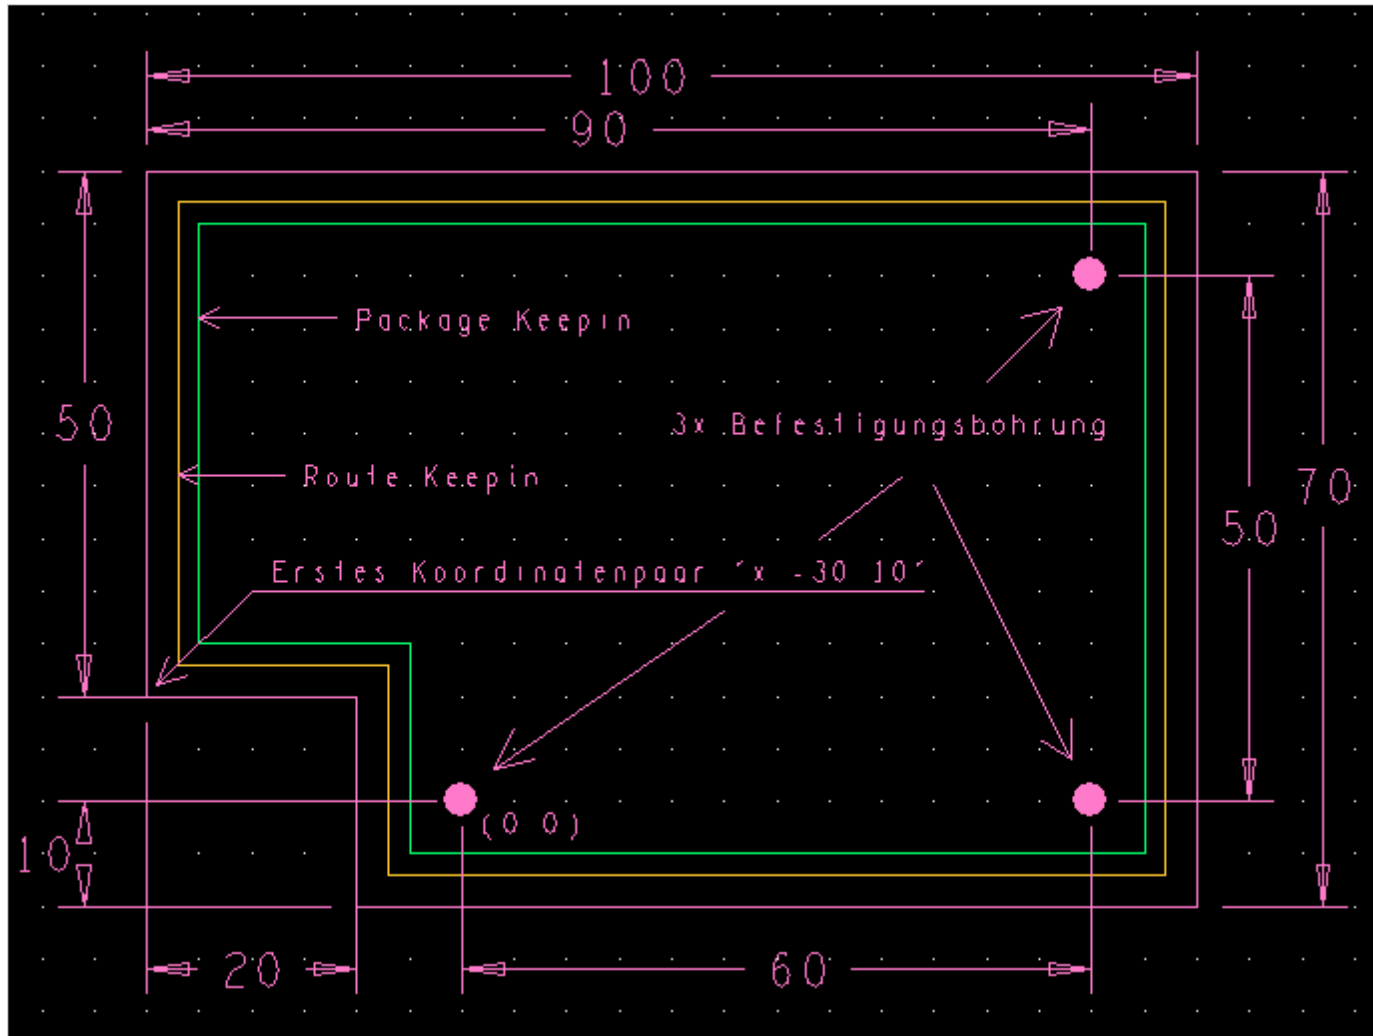 100
90
Package Keepin
3x Befestigungsbohrung
50
Route Keepin
70
50
Erstes Koordinatenpaar ´x -30 10´
(0 0)
10
20
60